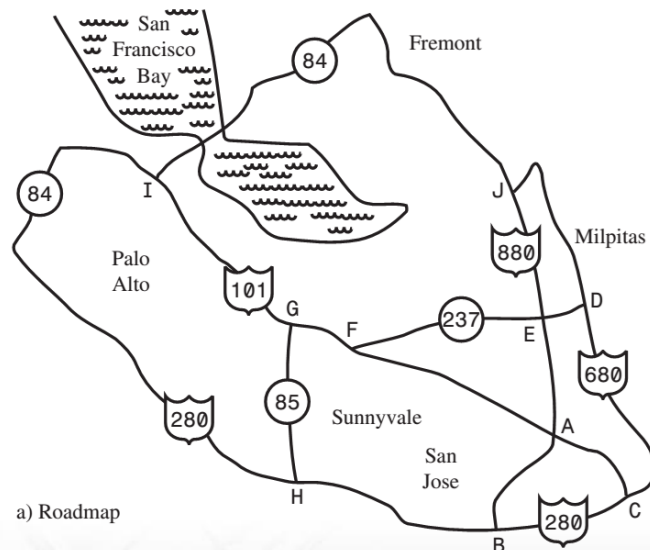 San
Francisco
Bay
84
Fremont
84
I
J
Palo
Alto
880
Milpitas
101
G
F
237
E
D
680
280
85
Sunnyvale
A
San
Jose
H
a) Roadmap
B
280
C